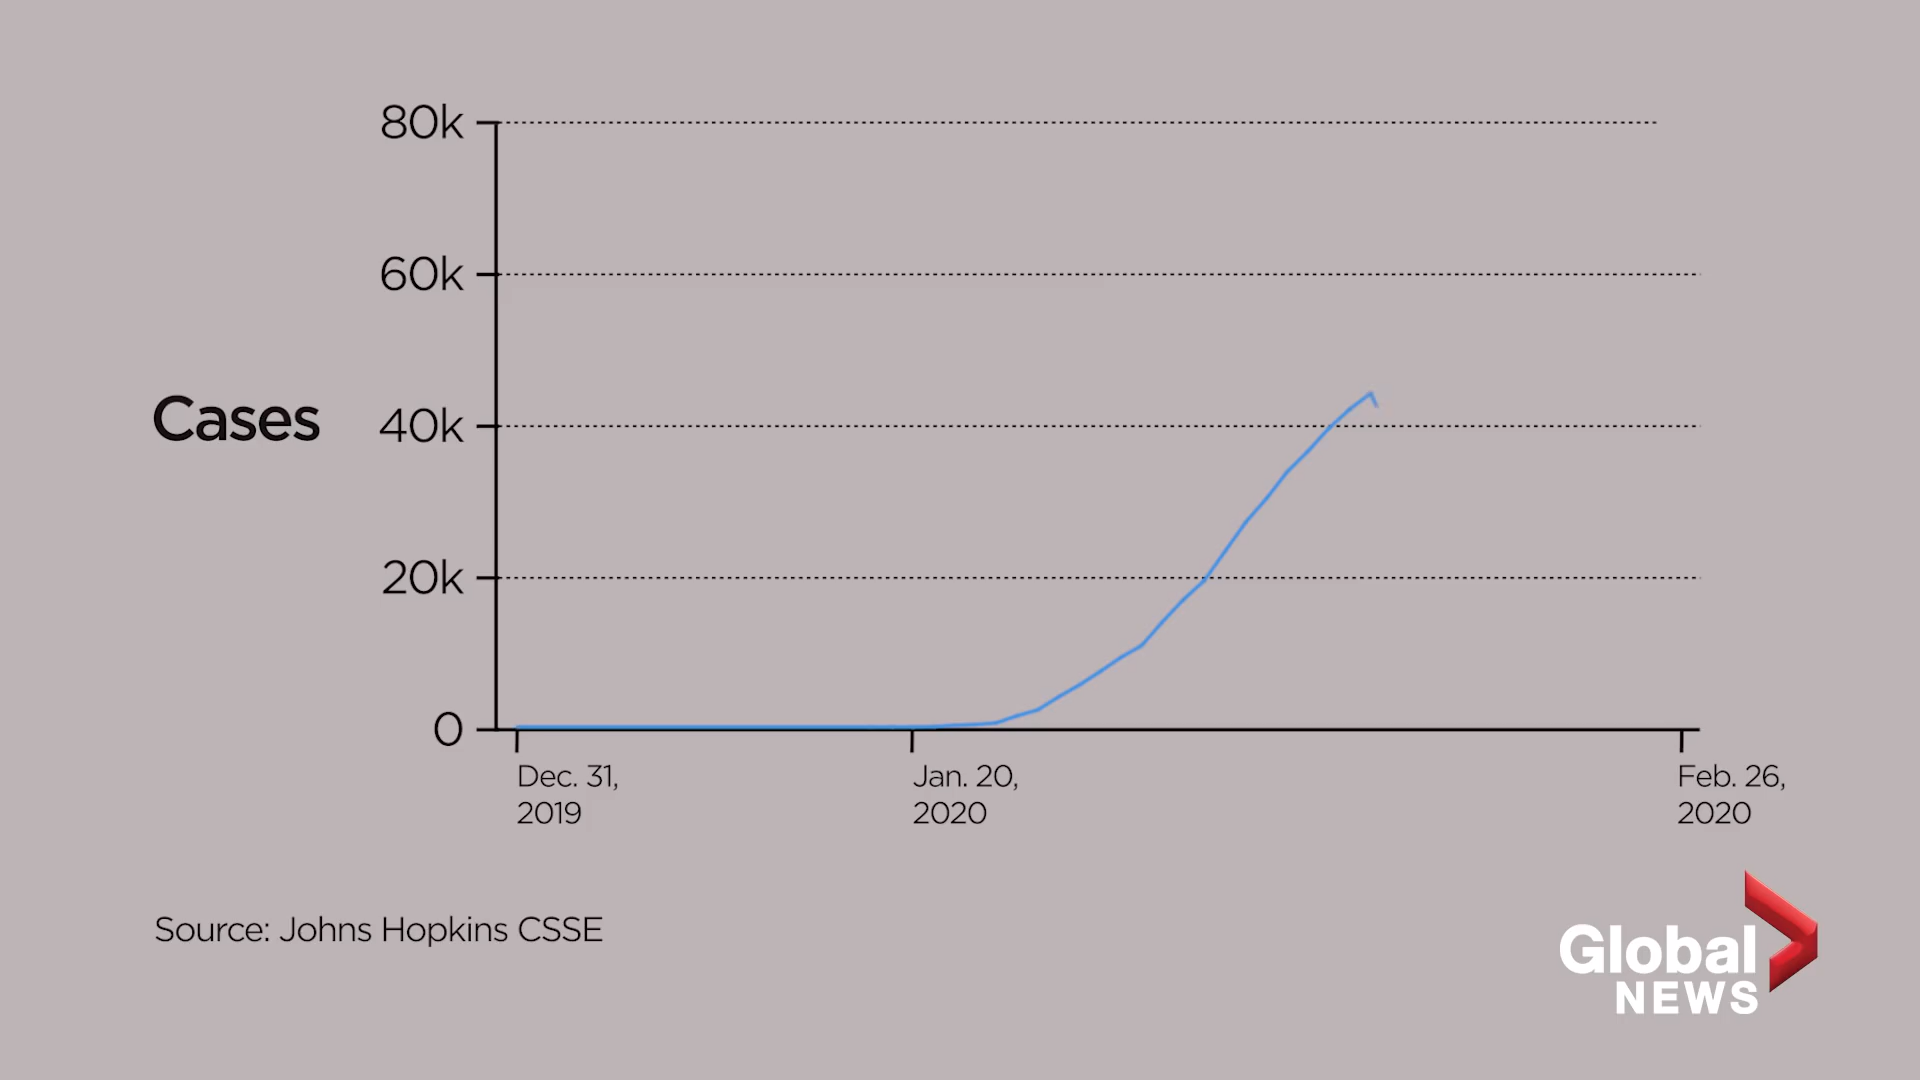 80k
60k
Cases
40k
20k
0
Dec. 31,
2019
Jan. 20,
2020
Feb. 26,
2020
Source: Johns Hopkins CSSE
Global
NEWS